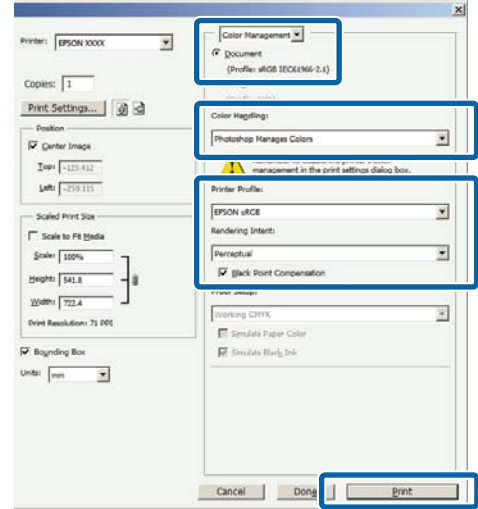 Printer: EPSON XXXX
Copies: 1
Print Settings...
Position
Center Image
Top: -123.412
Left: -259.115
Scaled Print Size
Scale to Fit Media
Scale: 100%
Height: 541.8
Width: 722.4
Print Resolution: 71 PPI
Bounding Box
Units: mm
Color Management
Document
(Profile: sRGB IEC61966-2.1)
Color Handling:
Photoshop Manages Colors
management in the print settings dialog box.
Printer Profile:
EPSON sRGB
Rendering Intent:
Perceptual
Black Point Compensation
Proof Setup:
Working CMYK
Simulate Paper Color
Simulate Black Ink
Cancel
Done
Print